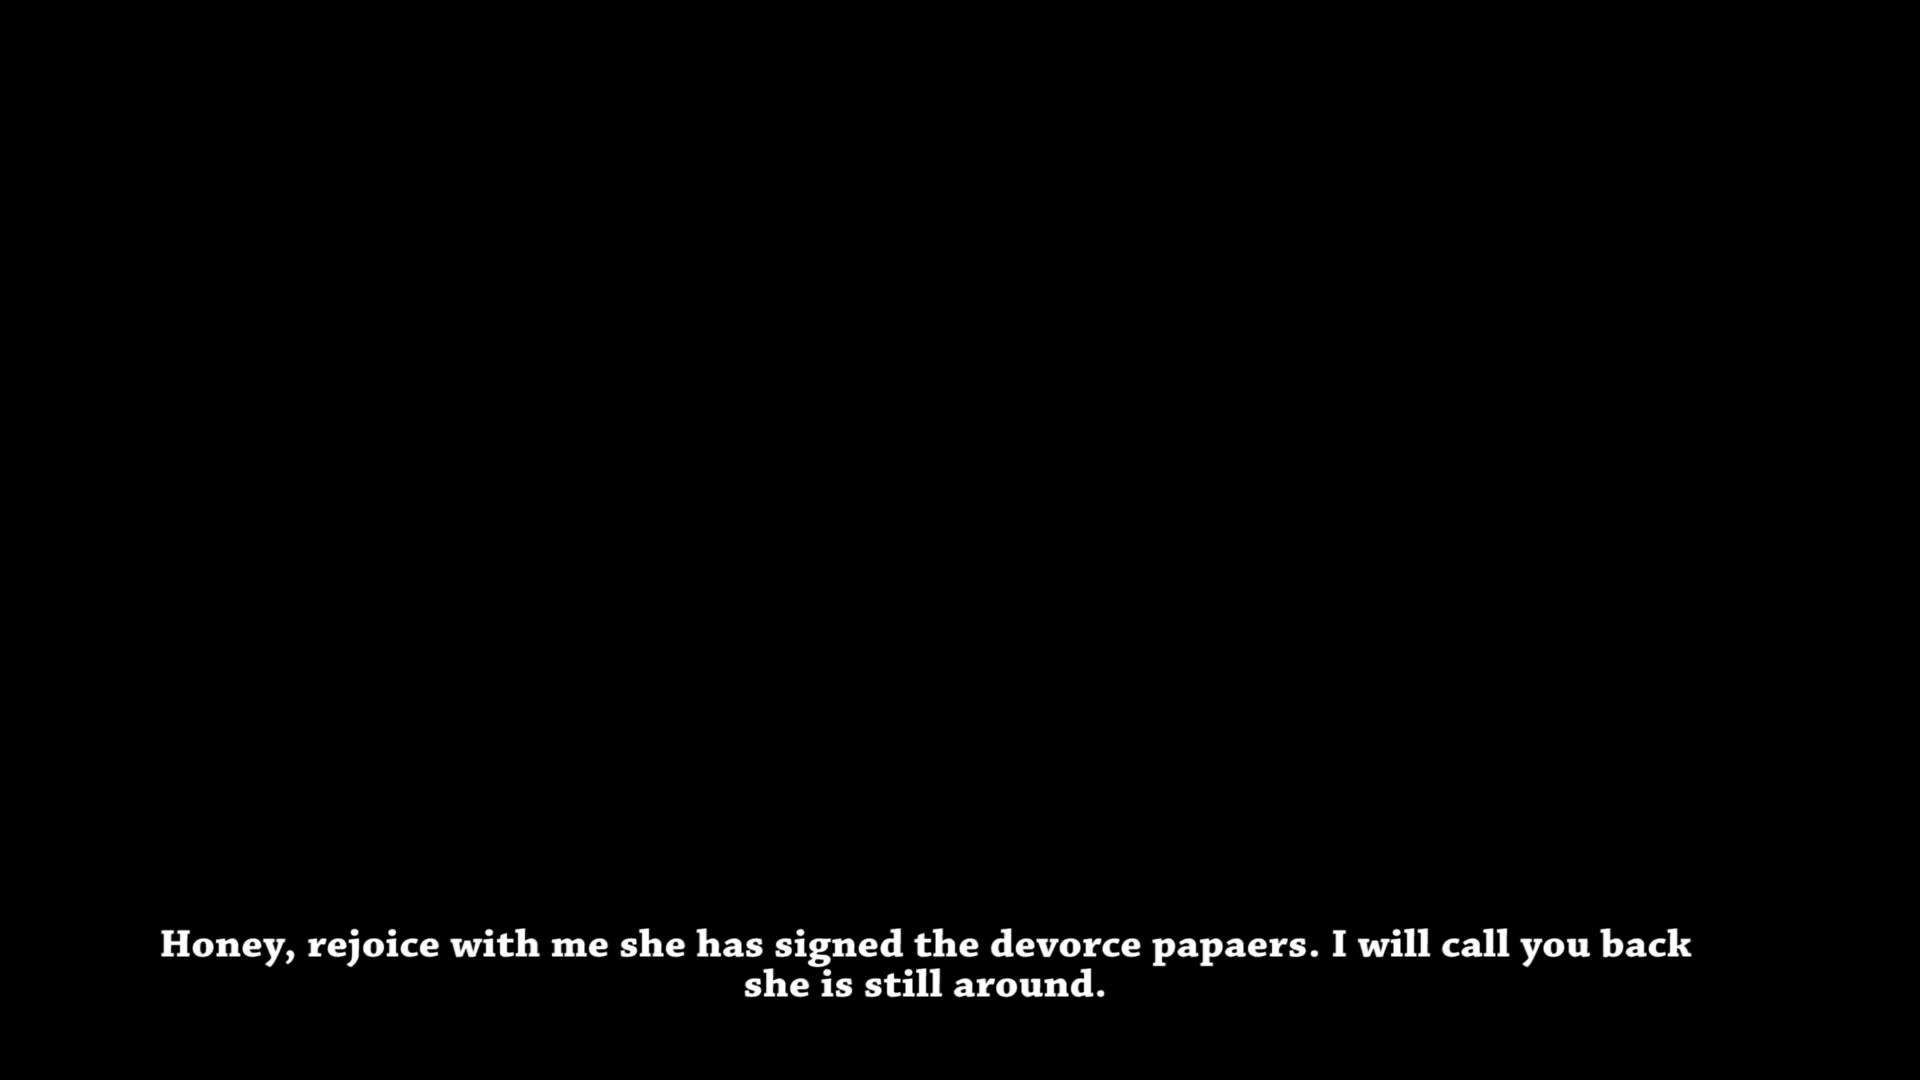 Honey, rejoice with me she has signed the devorce papaers. I will call you back
she is still around.